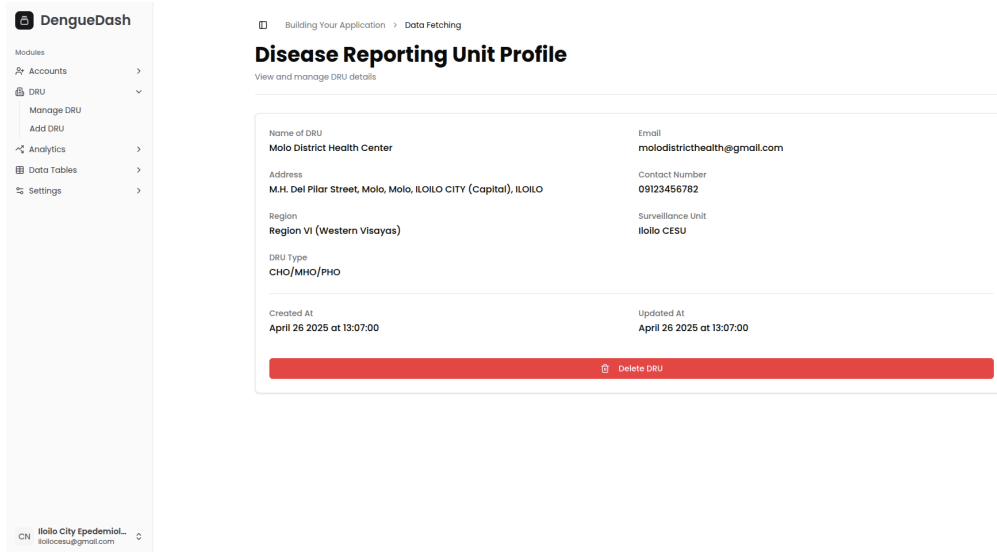 DengueDash
Modules
Accounts
DRU
Manage DRU
Add DRU
Analytics
Data Tables
Settings
CN
Iloilo City Epedemiol...
iloilocesu@gmail.com
Building Your Application > Data Fetching
Disease Reporting Unit Profile
View and manage DRU details
Name of DRU
Molo District Health Center
Email
molodistricthealth@gmail.com
Address
M.H. Del Pilar Street, Molo, Molo, ILOILO CITY (Capital), ILOILO
Contact Number
09123456782
Region
Region VI (Western Visayas)
Surveillance Unit
Iloilo CESU
DRU Type
CHO/MHO/PHO
Created At
April 26 2025 at 13:07:00
Updated At
April 26 2025 at 13:07:00
Delete DRU